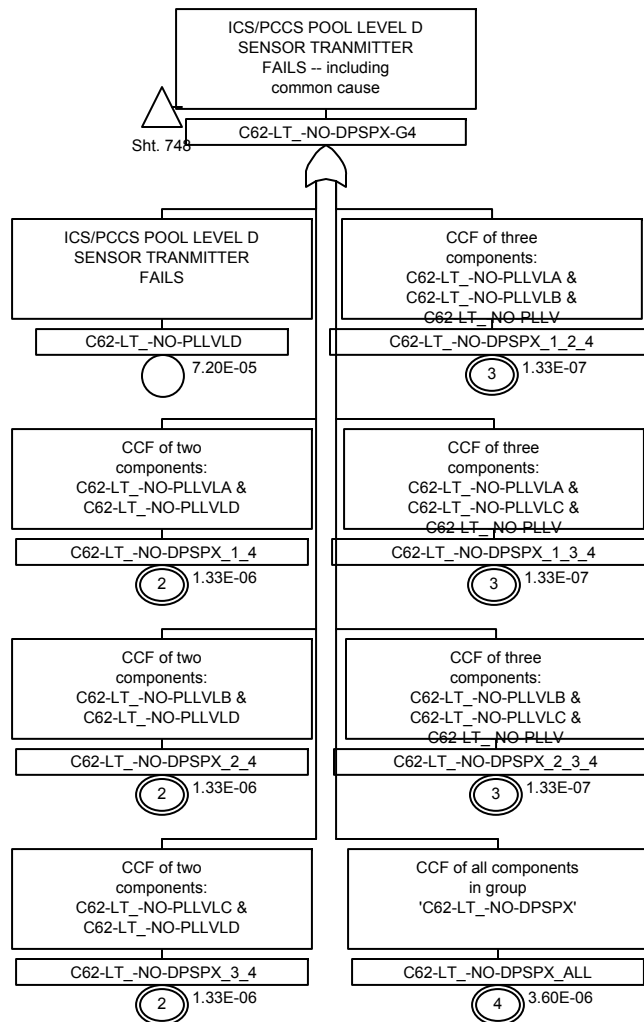 ICS/PCCS POOL LEVEL D
SENSOR TRANMITTER
FAILS -- including
common cause
C62-LT_-NO-DPSPX-G4
Sht. 748
ICS/PCCS POOL LEVEL D
SENSOR TRANMITTER
FAILS
C62-LT_-NO-PLLVLD
7.20E-05
CCF of three
components:
C62-LT_-NO-PLLVLA &
C62-LT_-NO-PLLVLB &
C62-LT_-NO-PLLV
C62-LT_-NO-DPSPX_1_2_4
3
1.33E-07
CCF of two
components:
C62-LT_-NO-PLLVLA &
C62-LT_-NO-PLLVLD
C62-LT_-NO-DPSPX_1_4
2
1.33E-06
CCF of three
components:
C62-LT_-NO-PLLVLA &
C62-LT_-NO-PLLVLC &
C62-LT_-NO-PLLV
C62-LT_-NO-DPSPX_1_3_4
3
1.33E-07
CCF of two
components:
C62-LT_-NO-PLLVLB &
C62-LT_-NO-PLLVLD
C62-LT_-NO-DPSPX_2_4
2
1.33E-06
CCF of three
components:
C62-LT_-NO-PLLVLB &
C62-LT_-NO-PLLVLC &
C62-LT_-NO-PLLV
C62-LT_-NO-DPSPX_2_3_4
3
1.33E-07
CCF of two
components:
C62-LT_-NO-PLLVLC &
C62-LT_-NO-PLLVLD
C62-LT_-NO-DPSPX_3_4
2
1.33E-06
CCF of all components
in group
'C62-LT_-NO-DPSPX'
C62-LT_-NO-DPSPX_ALL
4
3.60E-06